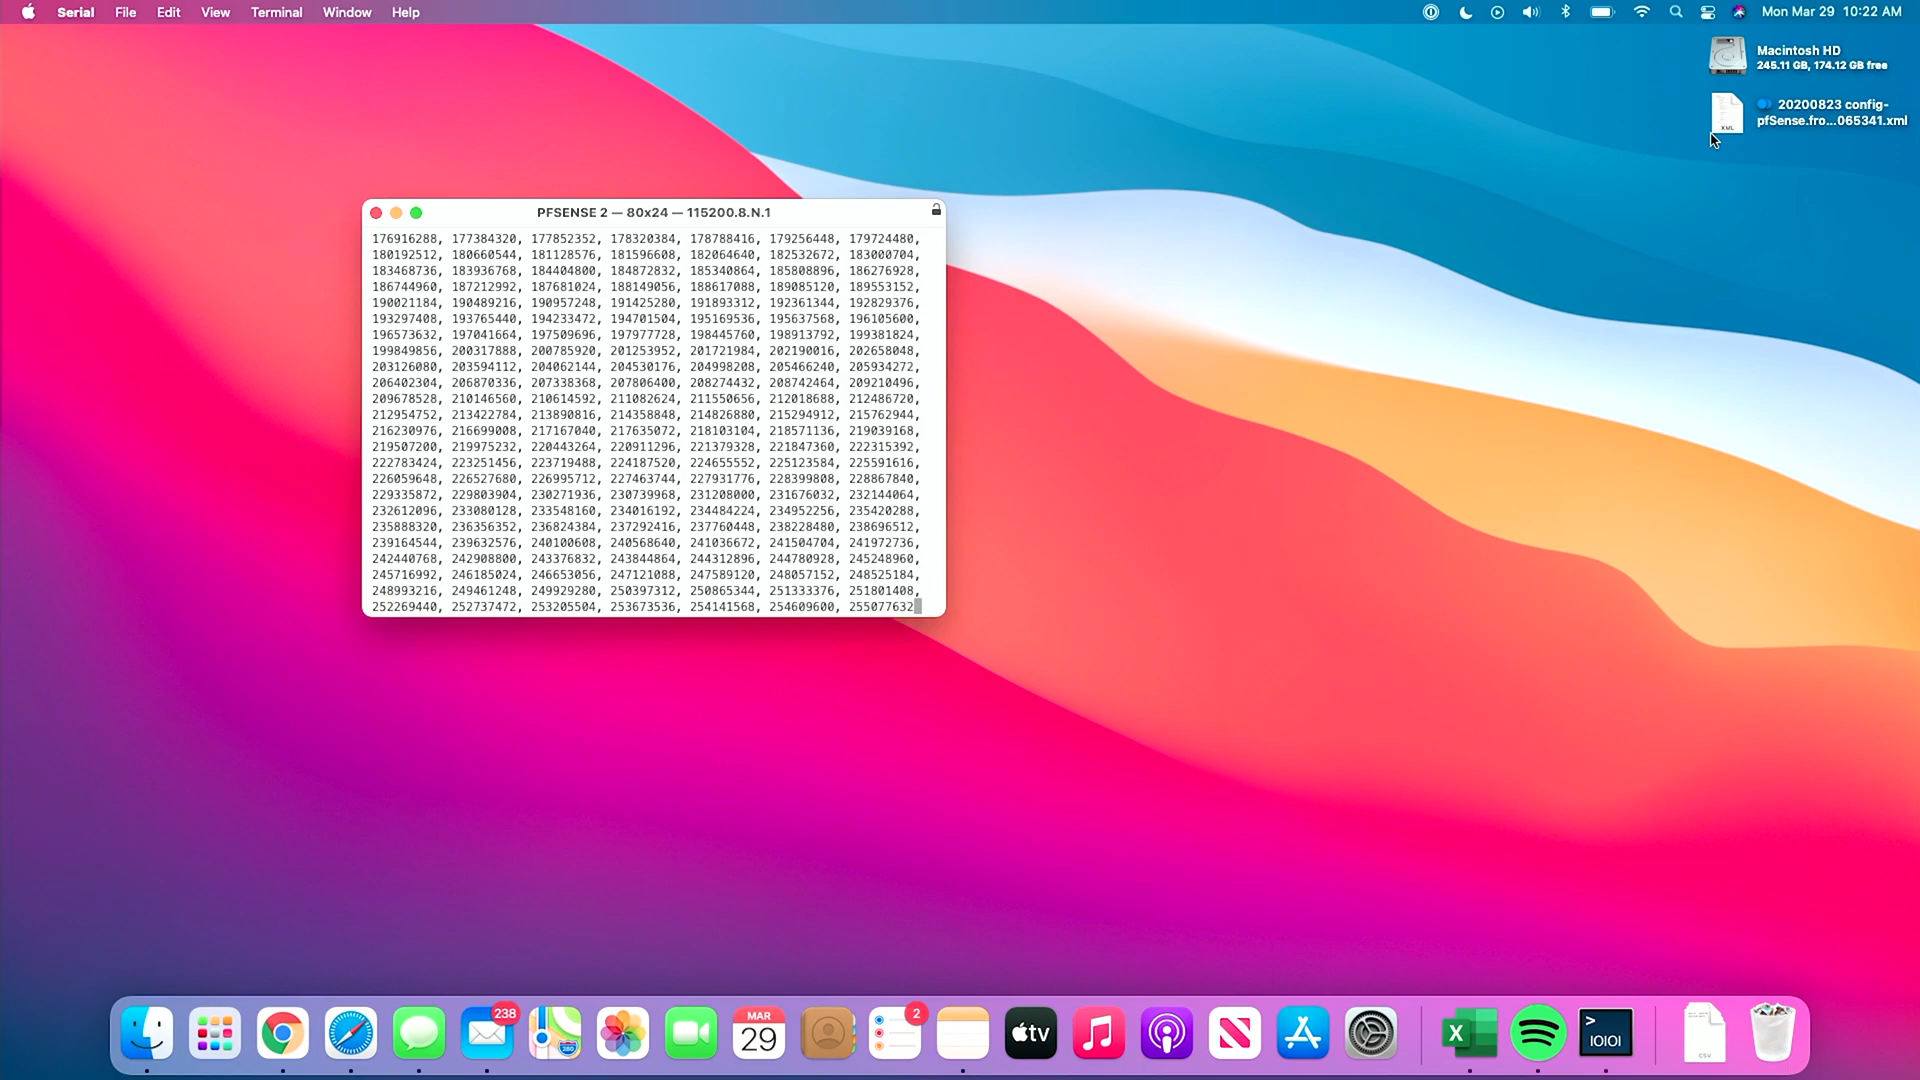 Serial File Edit View Terminal Window Help
Mon Mar 29 10:22 AM
Macintosh HD
245.11 GB, 174.12 GB free
20200823 config-
pfSense.fro...065341.xml
XML
PFSENSE 2 — 80x24 — 115200.8.N.1
176916288, 177384320, 177852352, 178320384, 178788416, 179256448, 179724480,
180192512, 180660544, 181128576, 181596608, 182064640, 182532672, 183000704,
183468736, 183936768, 184404800, 184872832, 185340864, 185808896, 186276928,
186744960, 187212992, 187681024, 188149056, 188617088, 189085120, 189553152,
190021184, 190489216, 190957248, 191425280, 191893312, 192361344, 192829376,
193297408, 193765440, 194233472, 194701504, 195169536, 195637568, 196105600,
196573632, 197041664, 197509696, 197977728, 198445760, 198913792, 199381824,
199849856, 200317888, 200785920, 201253952, 201721984, 202190016, 202658048,
203126080, 203594112, 204062144, 204530176, 204998208, 205466240, 205934272,
206402304, 206870336, 207338368, 207806400, 208274432, 208742464, 209210496,
209678528, 210146560, 210614592, 211082624, 211550656, 212018688, 212486720,
212954752, 213422784, 213890816, 214358848, 214826880, 215294912, 215762944,
216230976, 216699008, 217167040, 217635072, 218103104, 218571136, 219039168,
219507200, 219975232, 220443264, 220911296, 221379328, 221847360, 222315392,
222783424, 223251456, 223719488, 224187520, 224655552, 225123584, 225591616,
226059648, 226527680, 226995712, 227463744, 227931776, 228399808, 228867840,
229335872, 229803904, 230271936, 230739968, 231208000, 231676032, 232144064,
232612096, 233080128, 233548160, 234016192, 234484224, 234952256, 235420288,
235888320, 236356352, 236824384, 237292416, 237760448, 238228480, 238696512,
239164544, 239632576, 240100608, 240568640, 241036672, 241504704, 241972736,
242440768, 242908800, 243376832, 243844864, 244312896, 244780928, 245248960,
245716992, 246185024, 246653056, 247121088, 247589120, 248057152, 248525184,
248993216, 249461248, 249929280, 250397312, 250865344, 251333376, 251801408,
252269440, 252737472, 253205504, 253673536, 254141568, 254609600, 255077632
238
280
MAR
29
2
tv
X
>
IOIOI
CSV